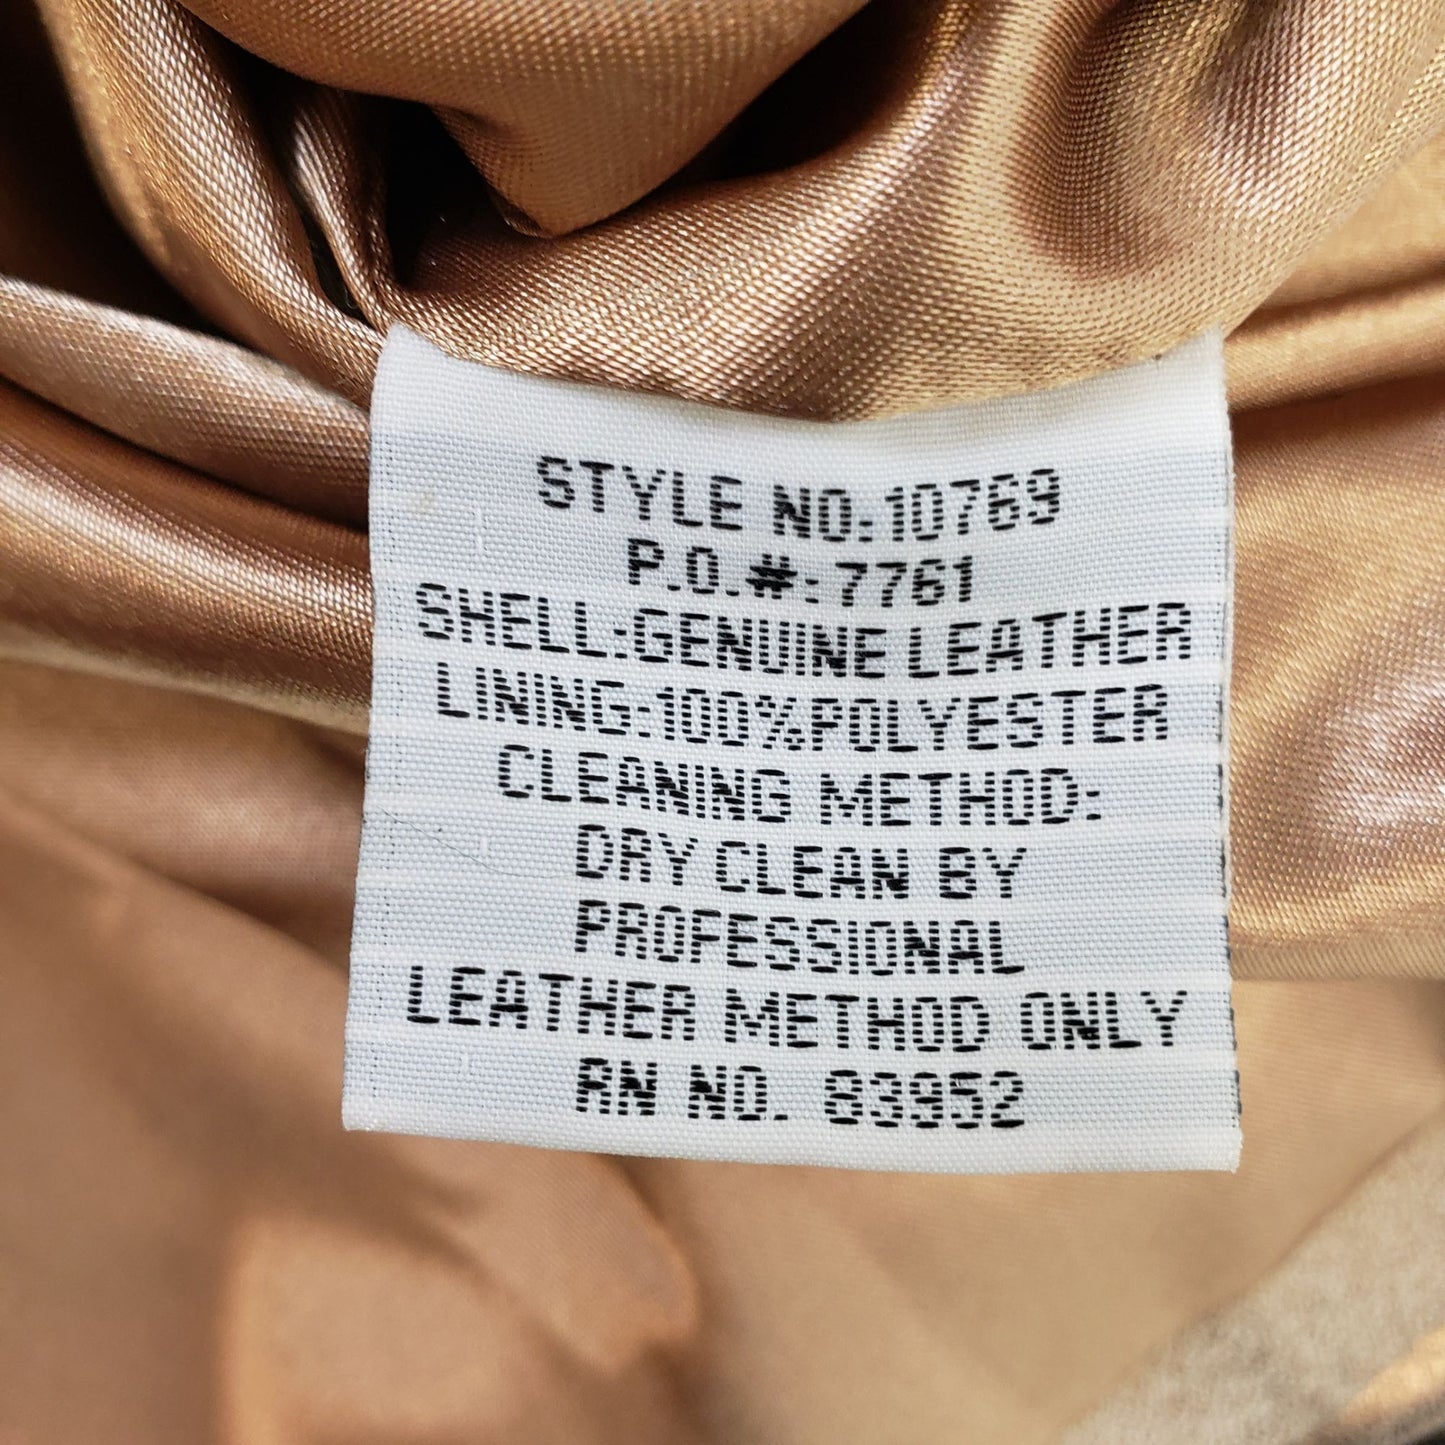 STYLE NO:10769
P.O.#:7761
SHELL:GENUINE LEATHER
LINING:100%POLYESTER
CLEANING METHOD:
DRY CLEAN BY
PROFESSIONAL
LEATHER METHOD ONLY
RN NO. 83952